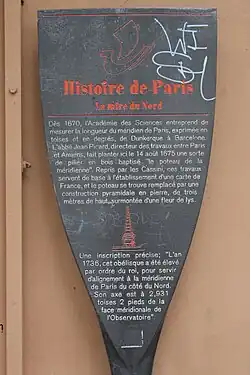 Histoire de Paris
La mire du Nord
Dès 1670, l'Académie des Sciences entreprend de
mesurer la longueur du méridien de Paris, exprimée en
toises et en degrés, de Dunkerque à Barcelone.
L'abbé Jean Picard, directeur des travaux entre Paris
et Amiens, fait planter ici le 14 août 1675 une sorte
de pilier en bois baptisé, "le poteau de la
méridienne". Repris par les Cassini, ces travaux
servent de base à l'établissement d'une carte de
France, et le poteau se trouve remplacé par une
construction pyramidale en pierre, de trois
mètres de haut, surmontée d'une fleur de lys.
Une inscription précise: "L'an
1736, cet obélisque a été élevé
par ordre du roi, pour servir
d'alignement à la méridienne
de Paris du côté du Nord.
Son axe est à 2,931
toises 2 pieds de la
face méridionale de
l'Observatoire".